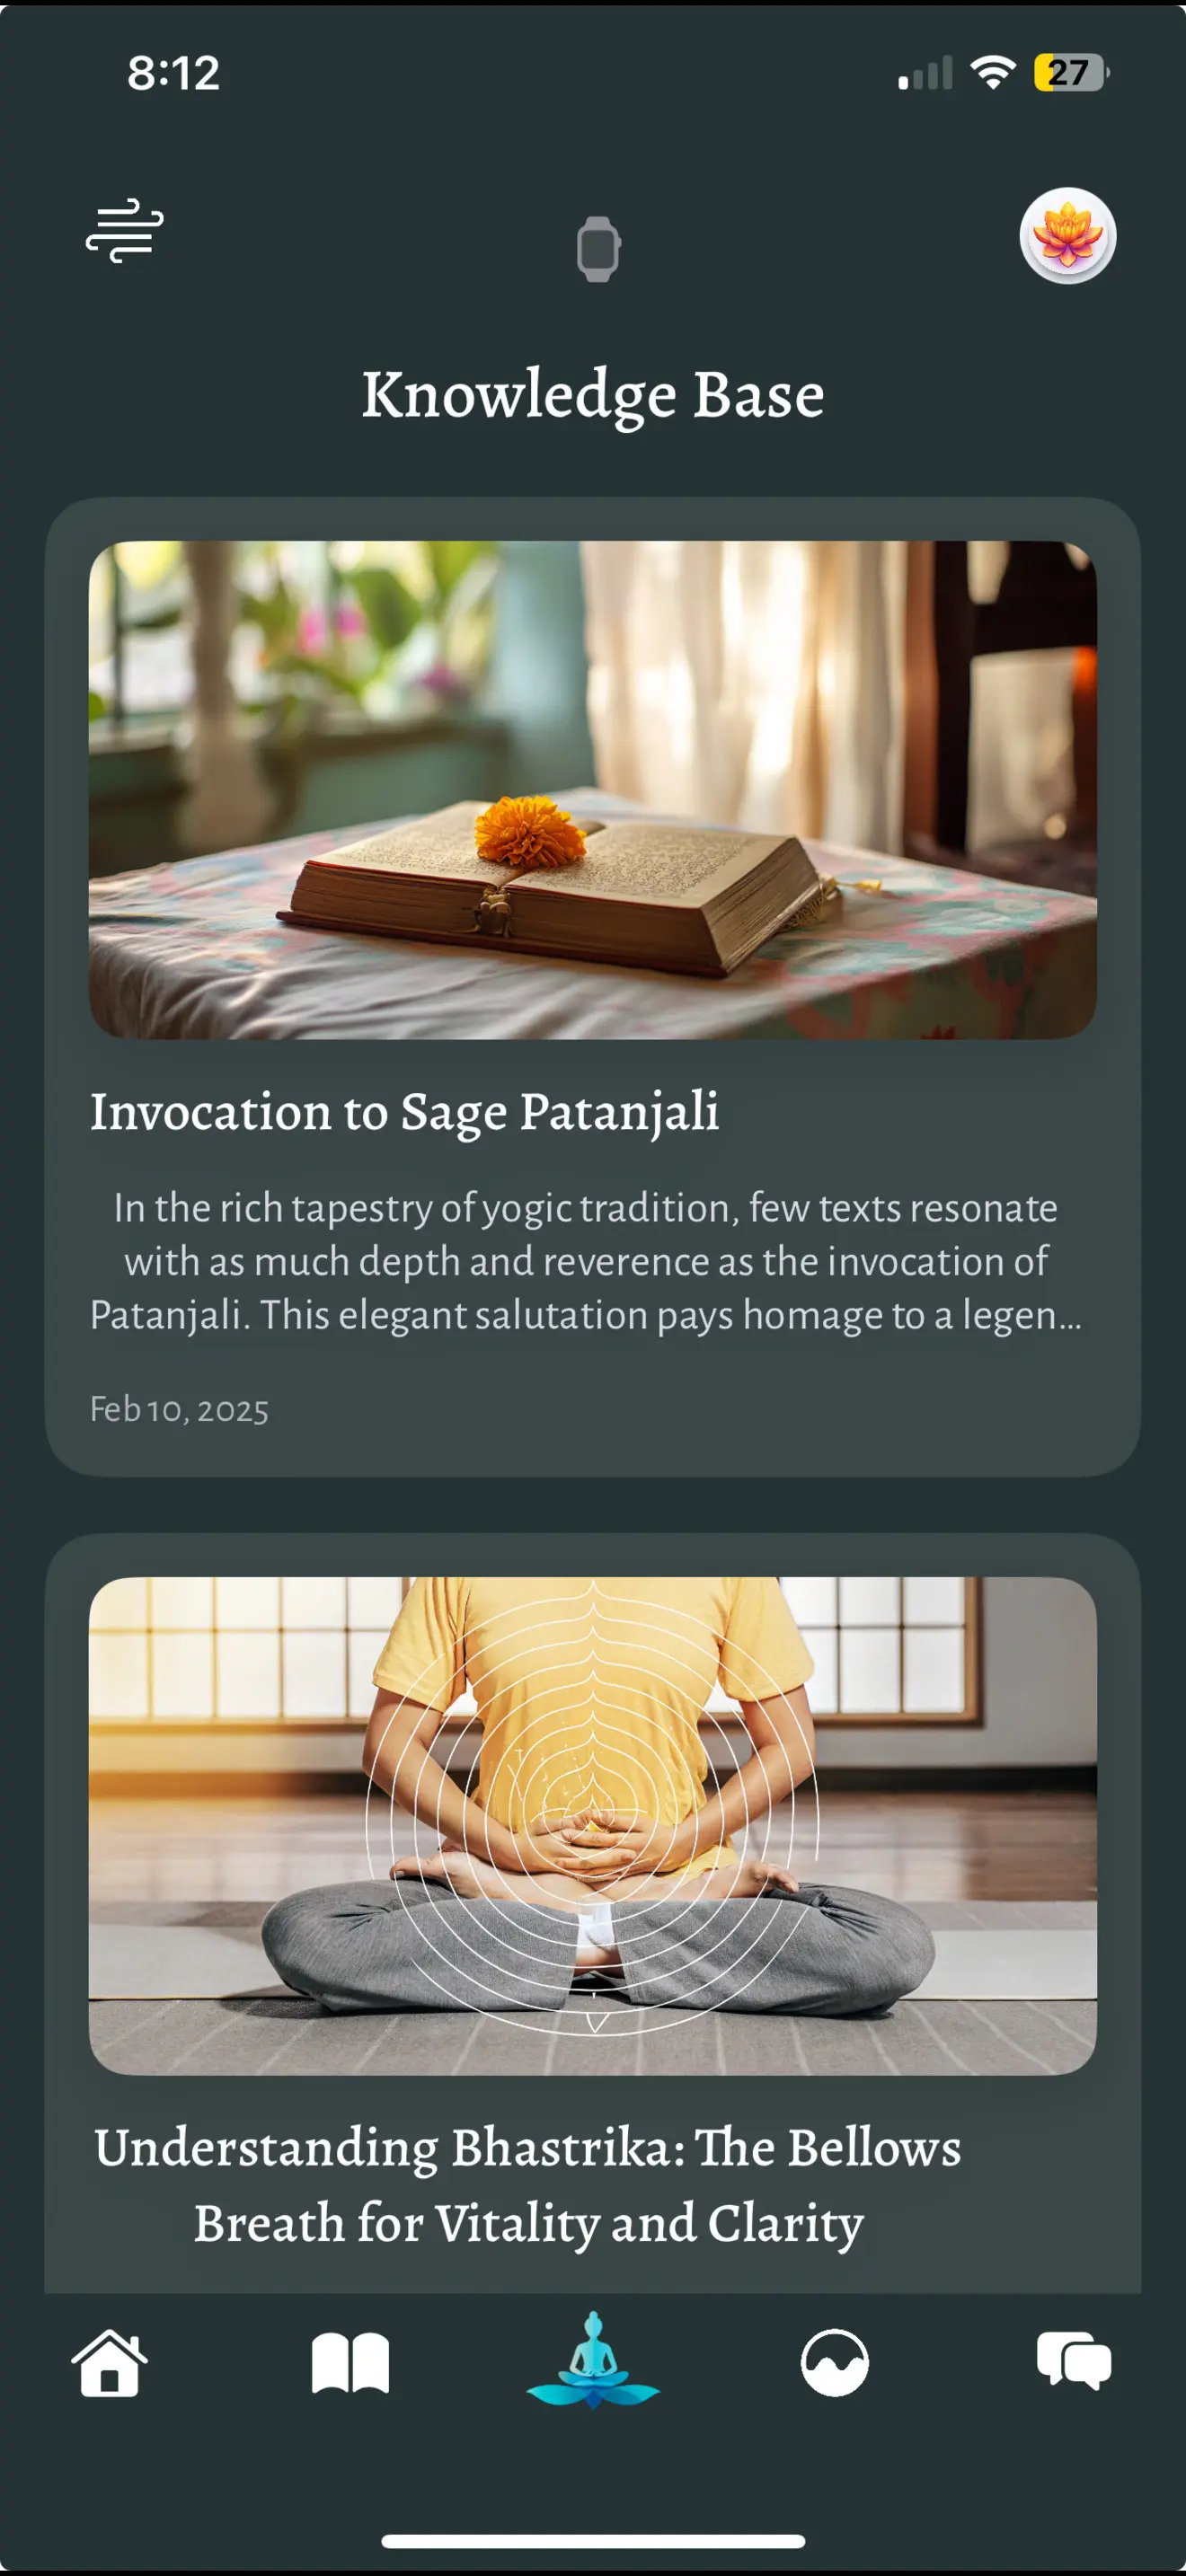 8:12
27
Knowledge Base
Invocation to Sage Patanjali
In the rich tapestry of yogic tradition, few texts resonate
with as much depth and reverence as the invocation of
Patanjali. This elegant salutation pays homage to a legen...
Feb 10, 2025
Understanding Bhastrika: The Bellows
Breath for Vitality and Clarity